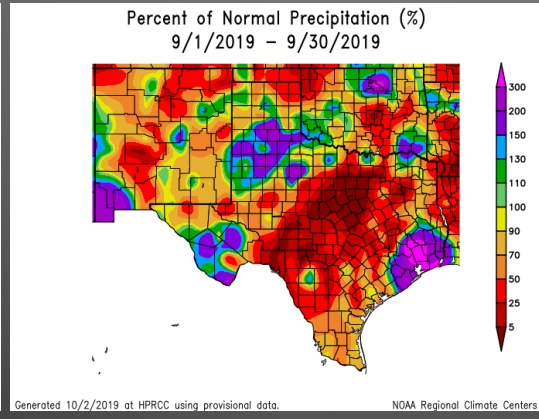 Percent of Normal Precipitation (%)
9/1/2019 – 9/30/2019
300
200
150
130
110
100
90
70
50
25
5
Generated 10/2/2019 at HPRCC using provisional data.
NOAA Regional Climate Centers